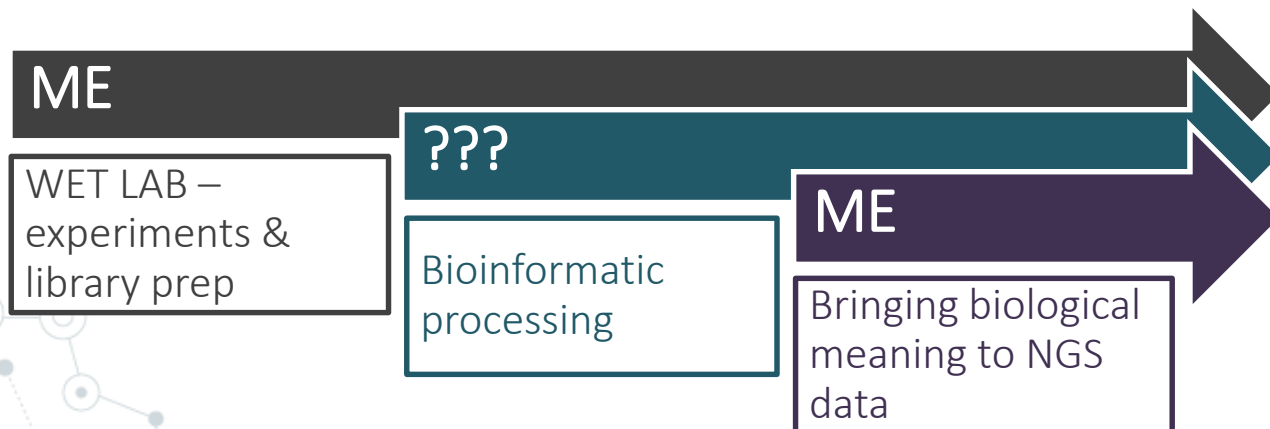 ME
WET LAB –
experiments &
library prep
???
Bioinformatic
processing
ME
Bringing biological
meaning to NGS
data